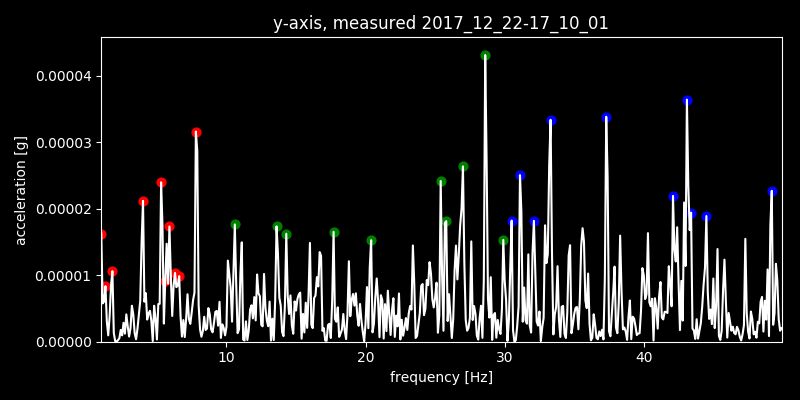 y-axis, measured 2017_12_22-17_10_01
acceleration [g]
0.00004
0.00003
0.00002
0.00001
0.00000
10 20 30 40
frequency [Hz]